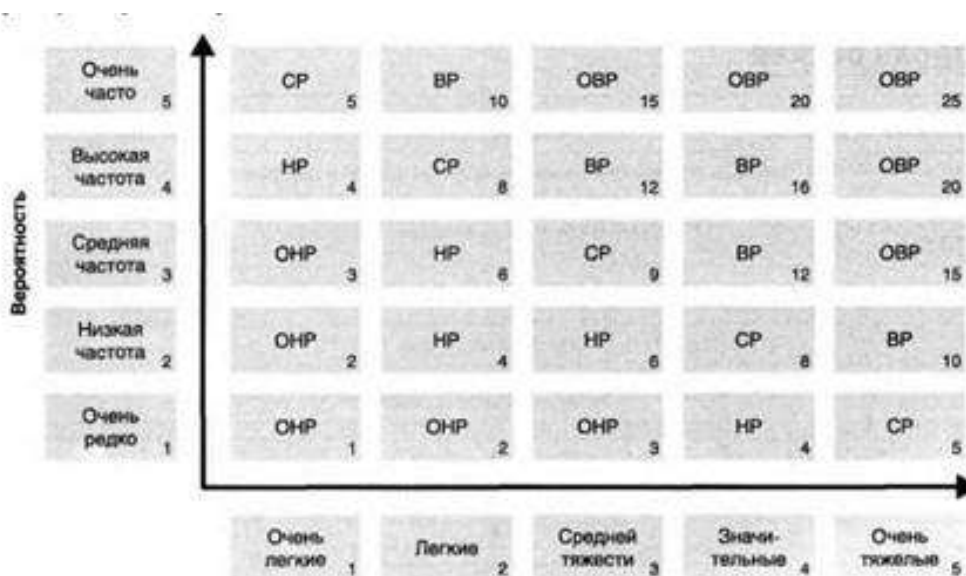 Очень
часто 5
СР 5
ВР 10
ОВР 15
ОВР 20
ОВР 25
Высокая
частота 4
НР 4
СР 8
ВР 12
ВР 16
ОВР 20
Вероятность
Средняя
частота 3
ОНР 3
НР 6
СР 9
ВР 12
ОВР 15
Низкая
частота 2
ОНР 2
НР 4
НР 6
СР 8
ВР 10
Очень
редко 1
ОНР 1
ОНР 2
ОНР 3
НР 4
СР 5
Очень
легкие 1
Легкие 2
Средней
тяжести 3
Значи-
тельные 4
Очень
тяжелые 5